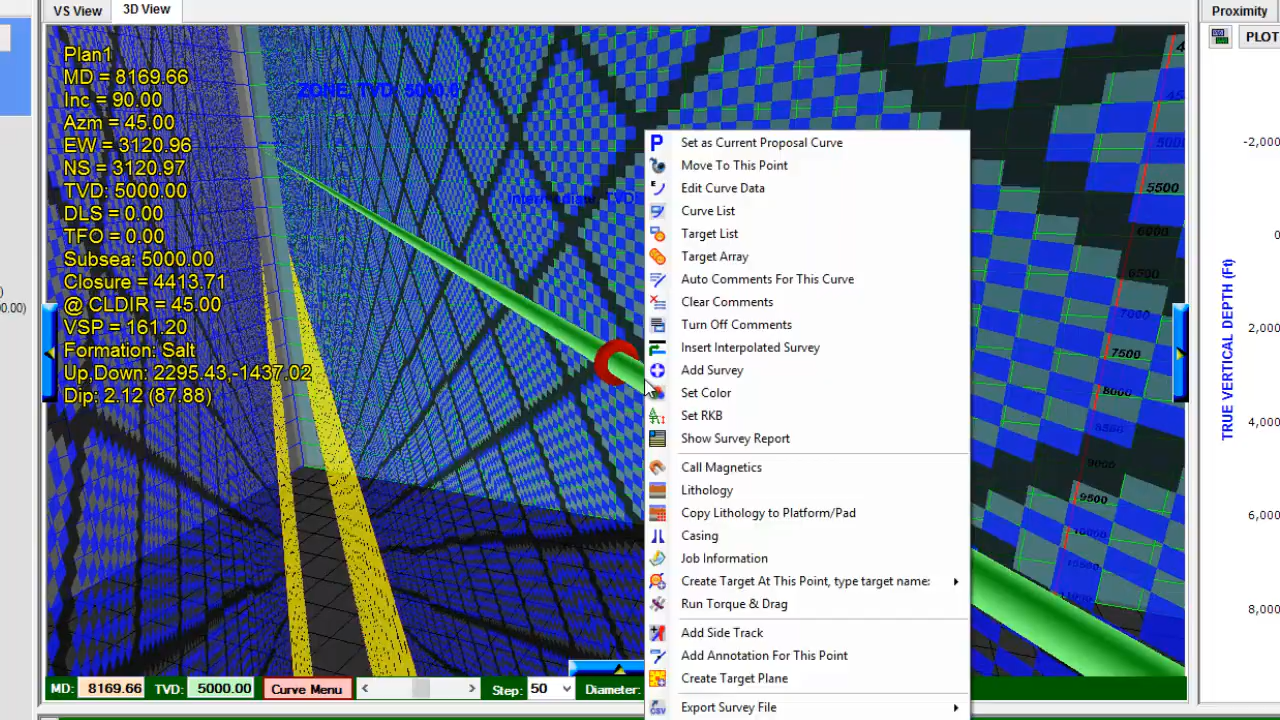 VS View
3D View
Proximity
PLOT
Plan1
MD = 8169.66
Inc = 90.00
Azm = 45.00
EW = 3120.96
NS = 3120.97
TVD: 5000.00
DLS = 0.00
TFO = 0.00
Subsea: 5000.00
Closure = 4413.71
@ CLDIR = 45.00
VSP = 161.20
Formation: Salt
Up,Down: 2295.43,-1437.02
Dip: 2.12 (87.88)
ZONE TVD: 5000.0
Set as Current Proposal Curve
Move To This Point
Edit Curve Data
Curve List
Target List
Target Array
Auto Comments For This Curve
Clear Comments
Turn Off Comments
Insert Interpolated Survey
Add Survey
Set Color
Set RKB
Show Survey Report
Call Magnetics
Lithology
Copy Lithology to Platform/Pad
Casing
Job Information
Create Target At This Point, type target name:
Run Torque & Drag
Add Side Track
Add Annotation For This Point
Create Target Plane
Export Survey File
5000
5500
6000
6500
7000
7500
8000
8500
9000
9500
10000
10500
TRUE VERTICAL DEPTH (Ft)
-2,000
0
2,000
4,000
6,000
8,000
MD: 8169.66 TVD: 5000.00 Curve Menu < > Step: 50 Diameter: